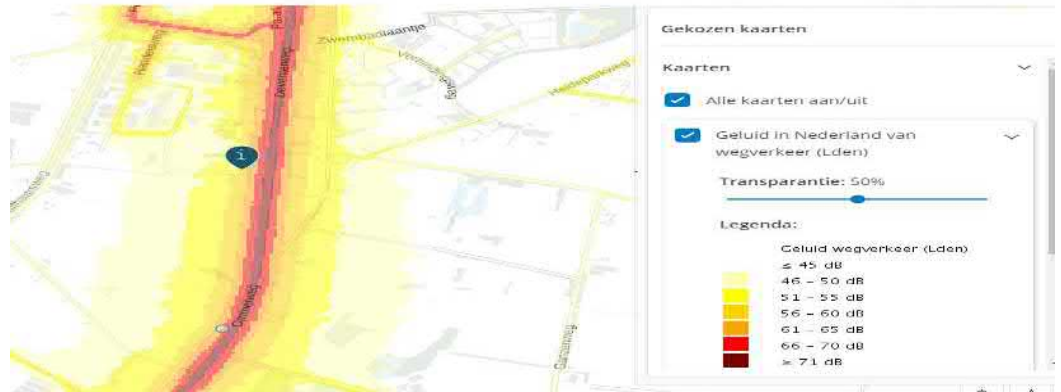 Zwembadlaantje
Heideparkweg
Dinxelweg
Gekozen kaarten
Kaarten
Alle kaarten aan/uit
Geluid in Nederland van
wegverkeer (Lden)
Transparantie: 50%
Legenda:
Geluid wegverkeer (Lden)
≤ 45 dB
46 – 50 dB
51 – 55 dB
56 – 60 dB
61 – 65 dB
66 – 70 dB
≥ 71 dB
i